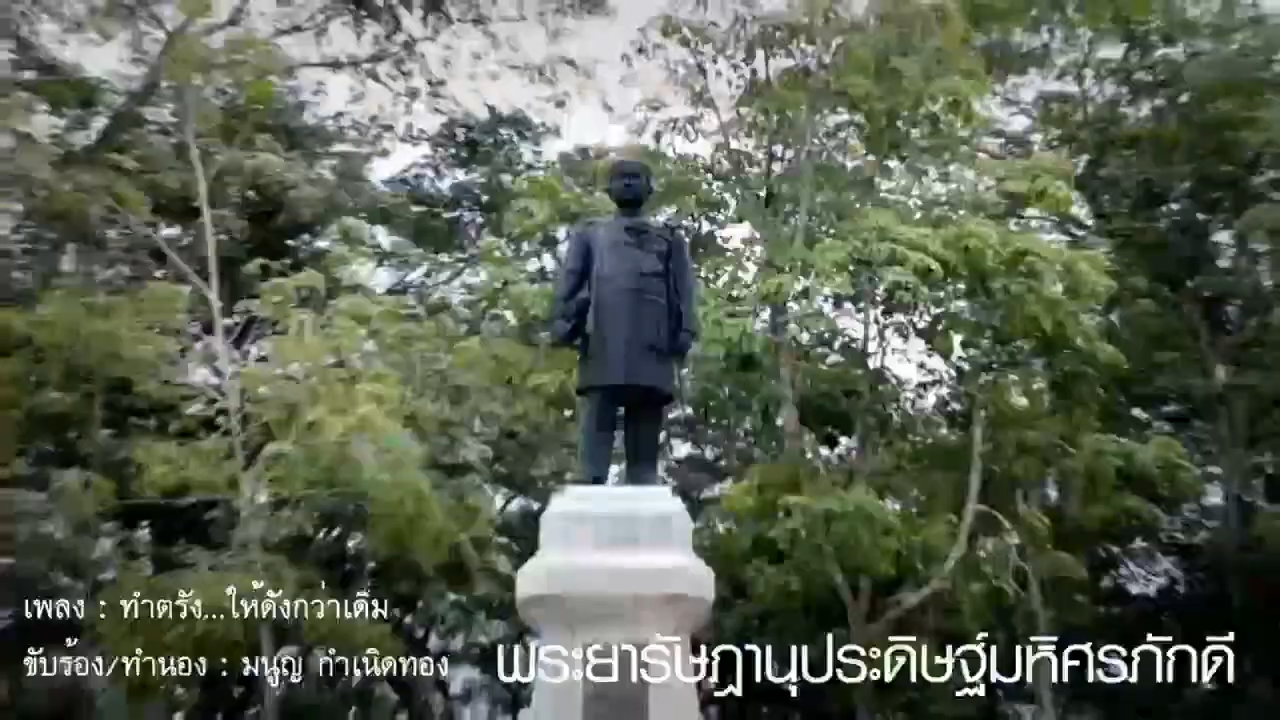 เพลง : ทำตรัง...ให้ดังกว่าเดิม
ขับร้อง/ทำนอง : มนูญ กำเนิดทอง
พระยารัษฎานุประดิษฐ์มหิศรภักดี